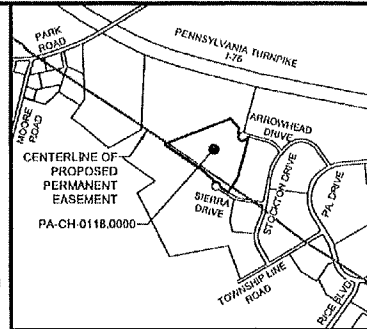 PARK
ROAD
PENNSYLVANIA TURNPIKE
I-76
MOORE
ROAD
ARROWHEAD
DRIVE
CENTERLINE OF
PROPOSED
PERMANENT
EASEMENT
PA-CH-0118.0000
SIERRA
DRIVE
STOCKTON DRIVE
PAL DRIVE
TOWNSHIP LINE
ROAD
RICE BLVD